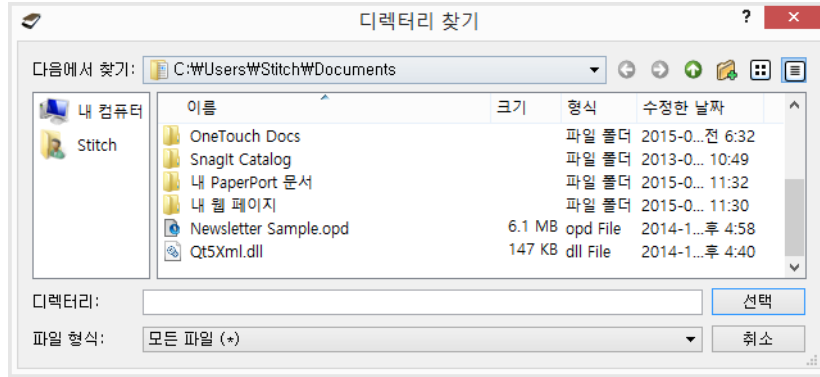 디렉터리 찾기 ? ×
다음에서 찾기: C:₩Users₩Stitch₩Documents
내 컴퓨터
Stitch
이름 크기 형식 수정한 날짜
OneTouch Docs 파일 폴더 2015-0...전 6:32
SnagIt Catalog 파일 폴더 2013-0... 10:49
내 PaperPort 문서 파일 폴더 2015-0... 11:32
내 웹 페이지 파일 폴더 2015-0... 11:30
Newsletter Sample.opd 6.1 MB opd File 2014-1...후 4:58
Qt5Xml.dll 147 KB dll File 2014-1...후 4:40
디렉터리: 선택
파일 형식: 모든 파일 (*) 취소